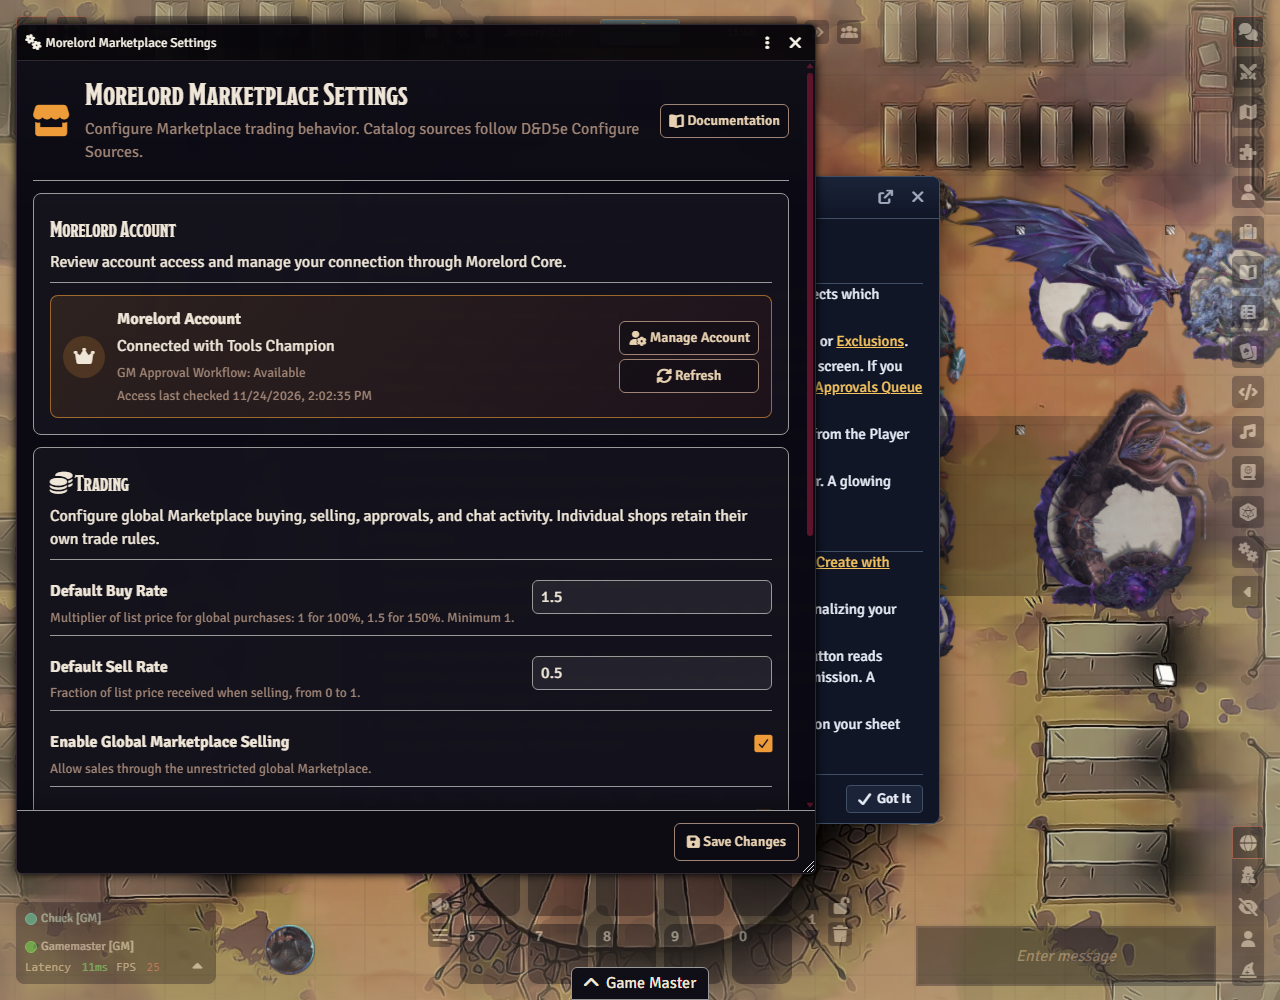 Morelord Marketplace Settings
Morelord Marketplace Settings
Configure Marketplace trading behavior. Catalog sources follow D&D5e Configure
Sources.
Documentation
Morelord Account
Review account access and manage your connection through Morelord Core.
Morelord Account
Connected with Tools Champion
GM Approval Workflow: Available
Access last checked 11/24/2026, 2:02:35 PM
Manage Account
Refresh
Trading
Configure global Marketplace buying, selling, approvals, and chat activity. Individual shops retain their
own trade rules.
Default Buy Rate
1.5
Multiplier of list price for global purchases: 1 for 100%, 1.5 for 150%. Minimum 1.
Default Sell Rate
0.5
Fraction of list price received when selling, from 0 to 1.
Enable Global Marketplace Selling
Allow sales through the unrestricted global Marketplace.
Save Changes
ects which
or Exclusions.
screen. If you
Approvals Queue
from the Player
r. A glowing
Create with
nalizing your
tton reads
nission. A
on your sheet
Got It
Chuck [GM]
Gamemaster [GM]
Latency 11ms FPS 25
6 7 8 9 0
1
Game Master
Enter message